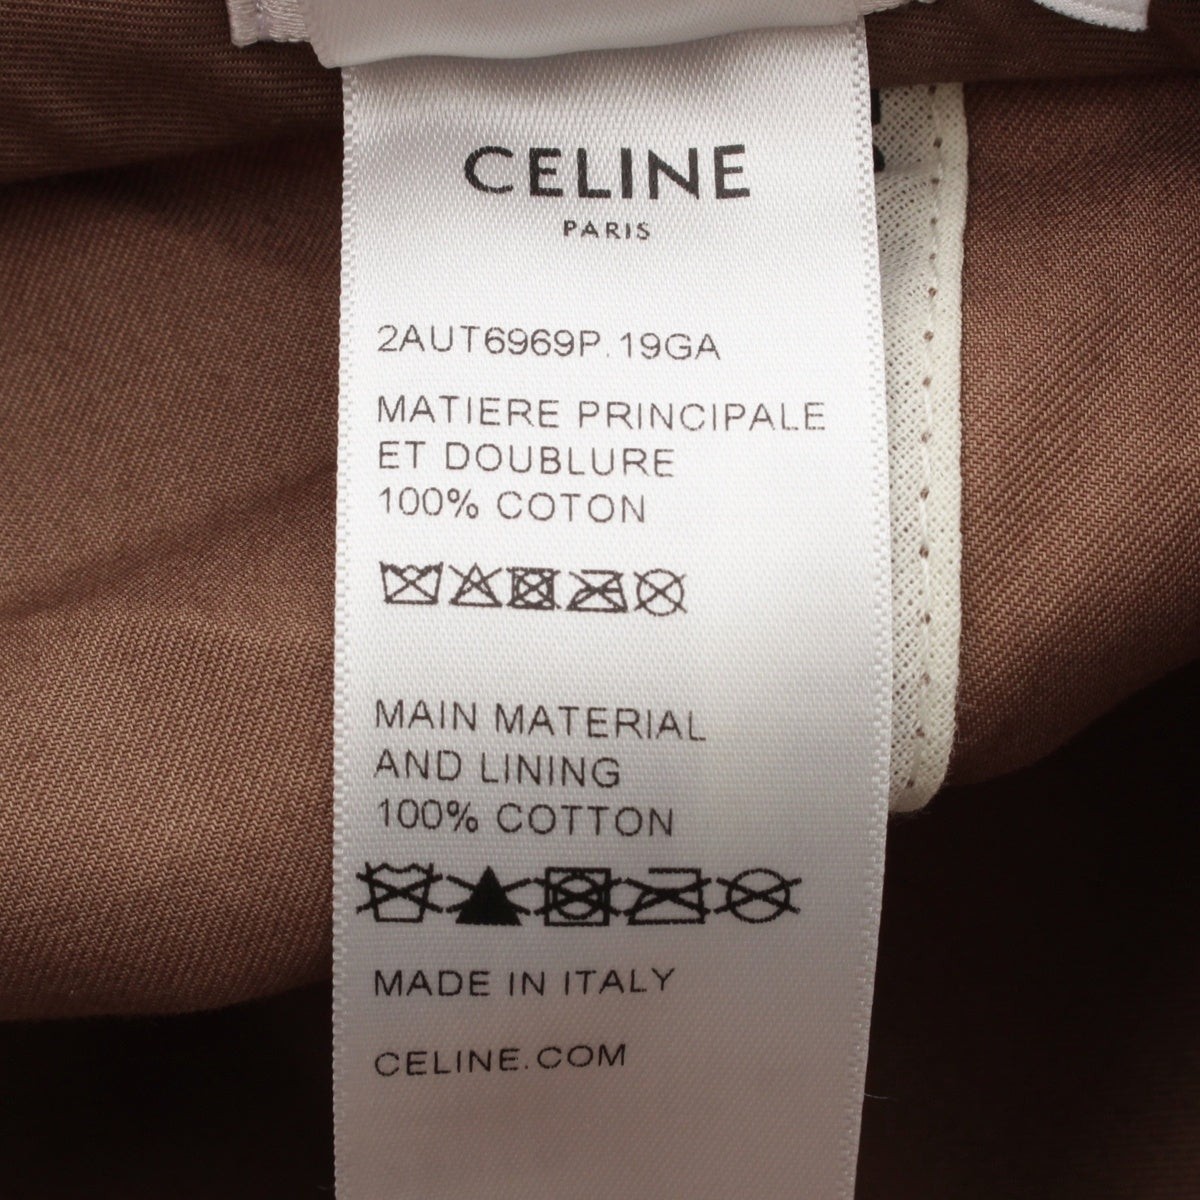 CELINE
PARIS
2AUT6969P.19GA
MATIERE PRINCIPALE
ET DOUBLURE
100% COTON
MAIN MATERIAL
AND LINING
100% COTTON
MADE IN ITALY
CELINE.COM